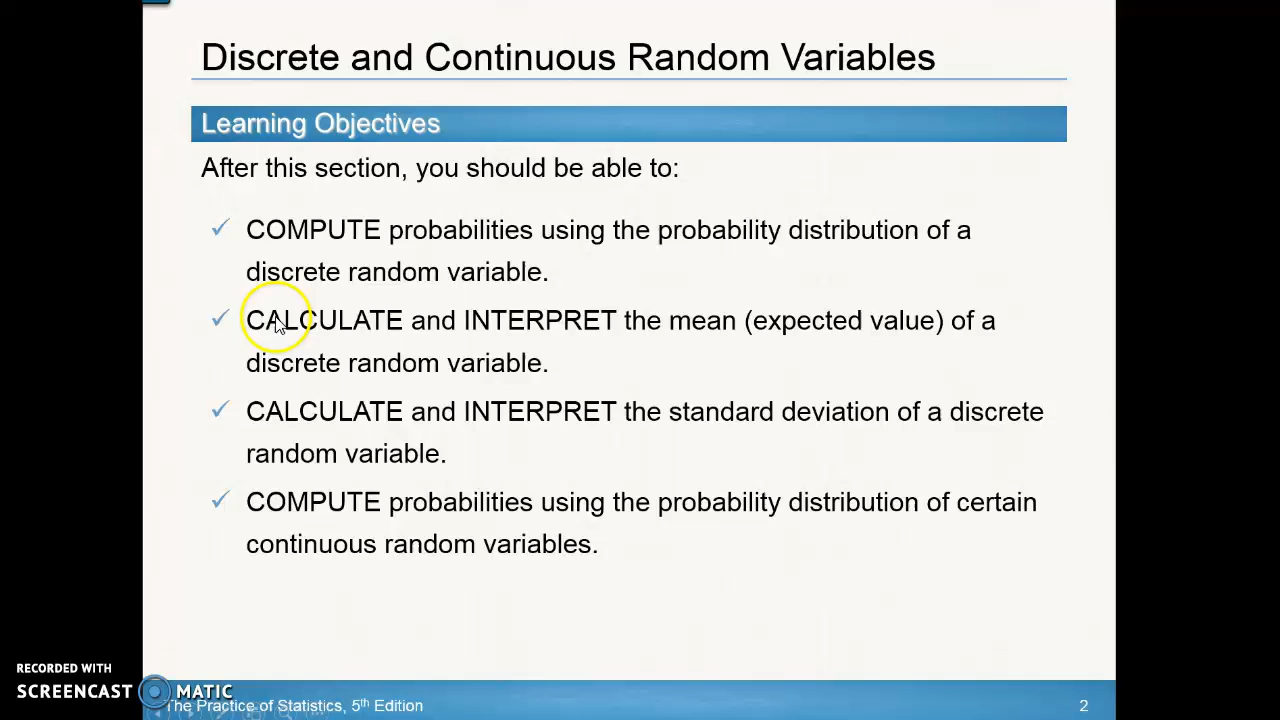 Discrete and Continuous Random Variables
Learning Objectives
After this section, you should be able to:
COMPUTE probabilities using the probability distribution of a
discrete random variable.
CALCULATE and INTERPRET the mean (expected value) of a
discrete random variable.
CALCULATE and INTERPRET the standard deviation of a discrete
random variable.
COMPUTE probabilities using the probability distribution of certain
continuous random variables.
RECORDED WITH
SCREENCAST MATIC
The Practice of Statistics, 5th Edition
2